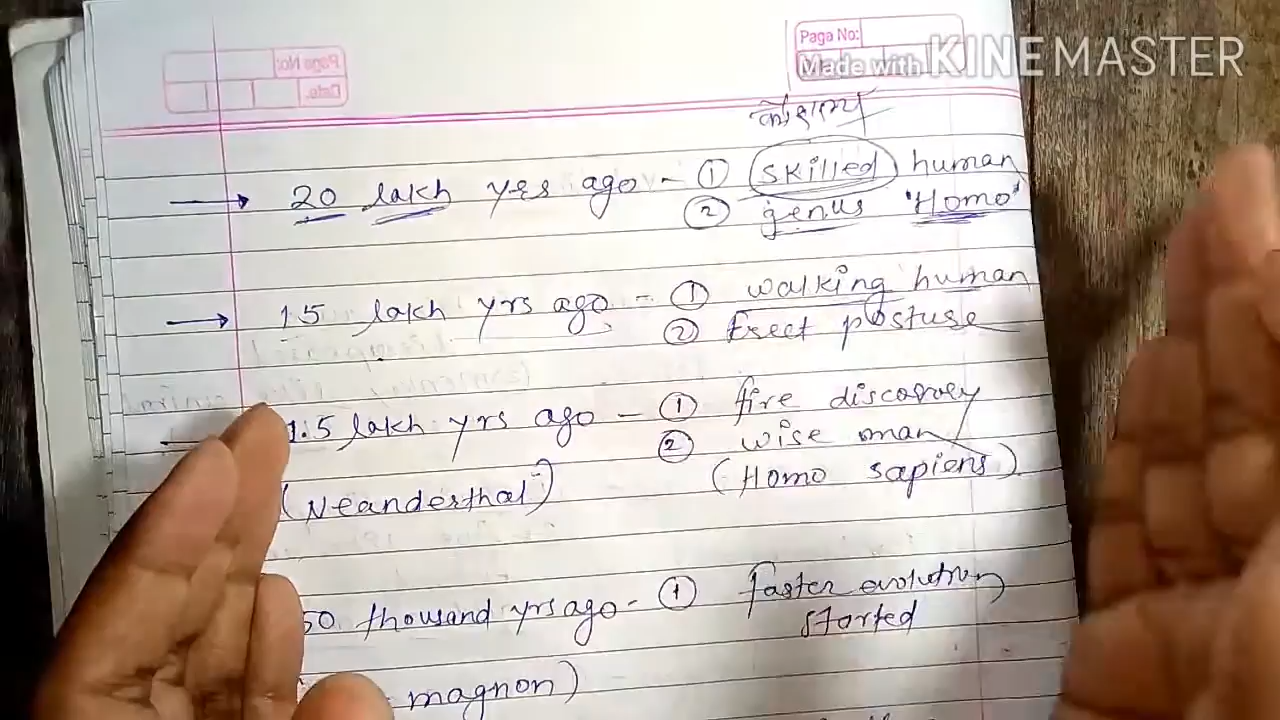 Page No:
Made with KINEMASTER
→ 20 lakh yrs ago - ① skilled human
② genus 'Homo'
→ 15 lakh yrs ago - ① walking human
② Erect posture
1.5 lakh yrs ago - ① fire discovery
② wise man
(Neanderthal) (Homo sapiens)
50 thousand yrs ago - ① faster evolution
started
magnon)